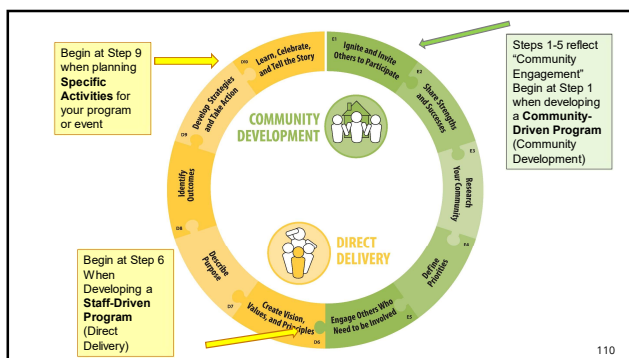 Begin at Step 9
when planning
Specific
Activities for
your program
or event
Steps 1-5 reflect
“Community
Engagement”
Begin at Step 1
when developing
a Community-
Driven Program
(Community
Development)
E1
Ignite and Invite
Others to Participate
E2
Share Strengths
and Successes
E3
Research
Your Community
E4
Define
Priorities
E5
Engage Others Who
Need to be Involved
D6
Create Vision,
Values, and Principles
D7
Describe
Purpose
D8
Identify
Outcomes
D9
Develop Strategies
and Take Action
D10
Learn, Celebrate,
and Tell the Story
COMMUNITY
DEVELOPMENT
DIRECT
DELIVERY
Begin at Step 6
When
Developing a
Staff-Driven
Program
(Direct
Delivery)
110